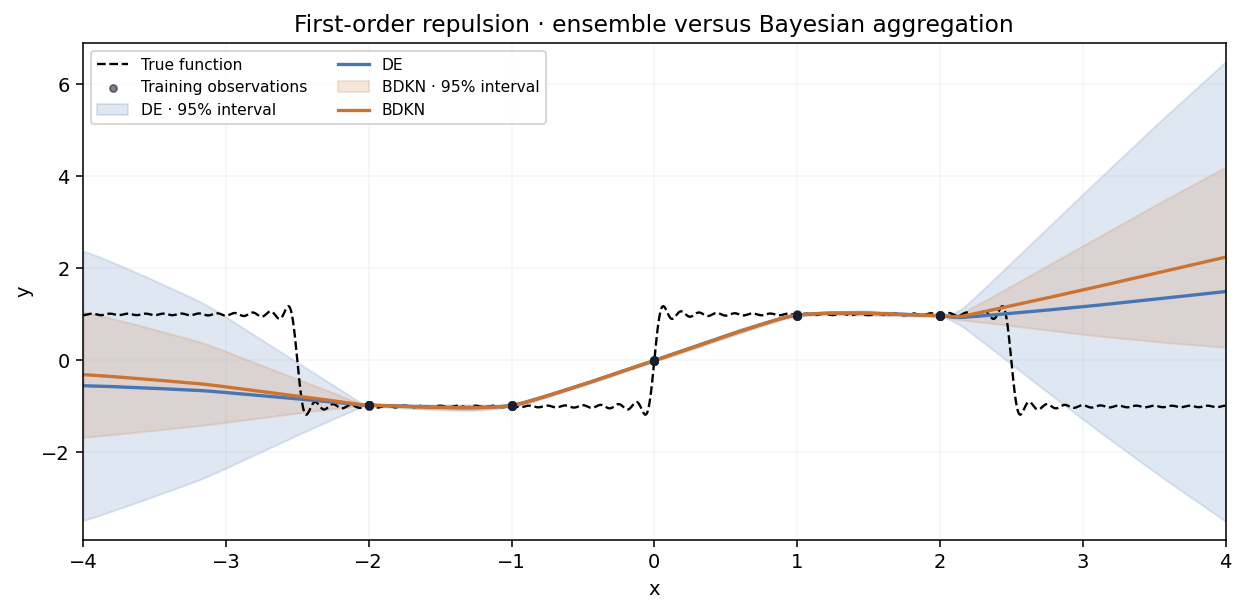 First-order repulsion · ensemble versus Bayesian aggregation
True function
Training observations
DE · 95% interval
DE
BDKN · 95% interval
BDKN
y
6
4
2
0
−2
−4 −3 −2 −1 0 1 2 3 4
x